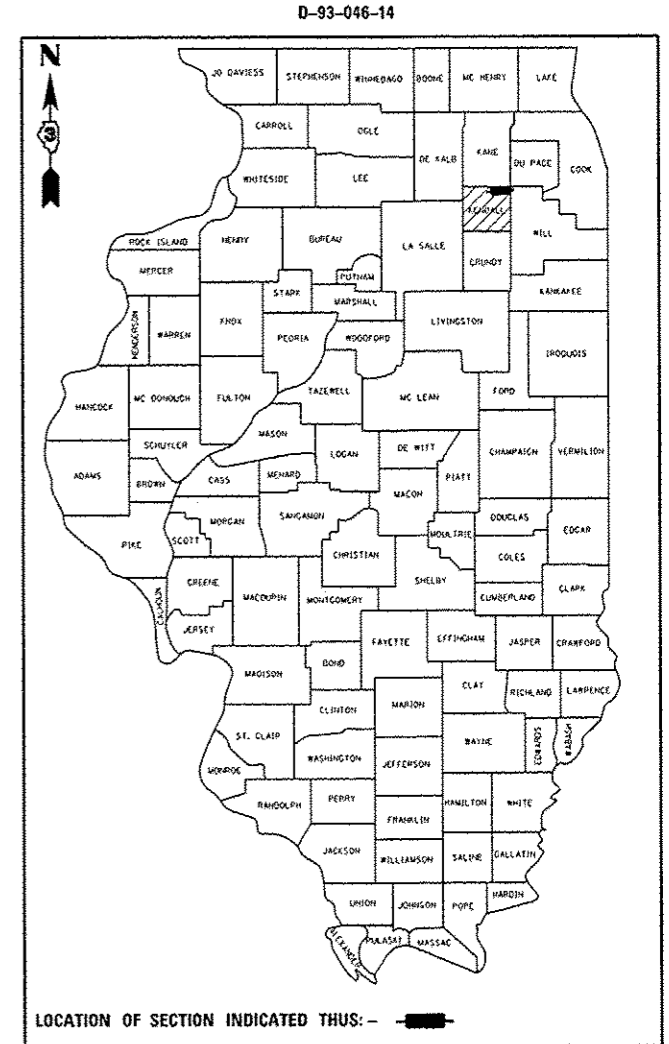 D-93-046-14
N
3
JO DAVIESS STEPHENSON WINNEBAGO BOONE MC HENRY LAKE
CARROLL OGLE DE KALB KANE DU PAGE COOK
WHITESIDE LEE
KENDALL WILL
ROCK ISLAND HENRY BUREAU LA SALLE GRUNDY
MERCER PUTNAM KANKAKEE
STARK MARSHALL
HENDERSON WARREN KNOX PEORIA WOODFORD LIVINGSTON IROQUOIS
HANCOCK MC DONOUGH FULTON TAZEWELL MC LEAN FORD
MASON
SCHUYLER LOGAN DE WITT CHAMPAIGN VERMILION
ADAMS BROWN CASS MENARD PIATT
MACON
MORGAN SANGAMON DOUGLAS EDGAR
PIKE SCOTT CHRISTIAN MOULTRIE COLES
GREENE SHELBY CLARK
CALHOUN MACOUPIN MONTGOMERY CUMBERLAND
JERSEY FAYETTE EFFINGHAM JASPER CRAWFORD
BOND
MADISON CLAY RICHLAND LAWRENCE
CLINTON MARION
ST. CLAIR WAYNE EDWARDS WABASH
WASHINGTON JEFFERSON
MONROE
RANDOLPH PERRY HAMILTON WHITE
FRANKLIN
JACKSON WILLIAMSON SALINE GALLATIN
UNION JOHNSON POPE HARDIN
ALEXANDER PULASKI MASSAC
LOCATION OF SECTION INDICATED THUS: -